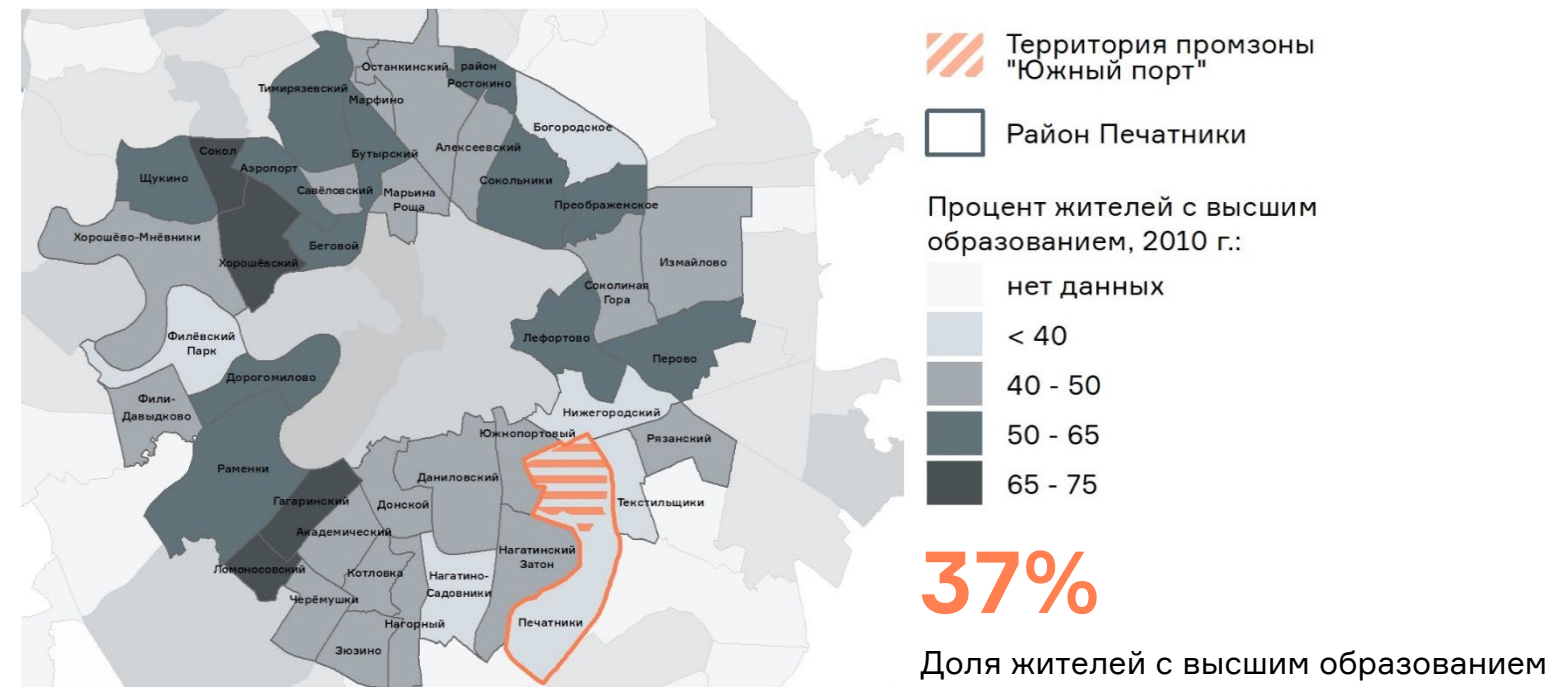 Останкинский
район
Ростокино
Тимирязевский
Марфино
Богородское
Бутырский
Алексеевский
Сокол
Аэропорт
Щукино
Савёловский
Марьина
Роща
Сокольники
Преображенское
Хорошёво-Мнёвники
Беговой
Хорошёвский
Измайлово
Соколиная
Гора
Филёвский
Парк
Лефортово
Перово
Дорогомилово
Фили-
Давыдково
Нижегородский
Южнопортовый
Рязанский
Раменки
Даниловский
Гагаринский
Донской
Текстильщики
Академический
Нагатинский
Затон
Ломоносовский
Котловка
Нагатино-
Садовники
Черёмушки
Нагорный
Печатники
Зюзино
Территория промзоны
"Южный порт"
Район Печатники
Процент жителей с высшим
образованием, 2010 г.:
нет данных
< 40
40 - 50
50 - 65
65 - 75
37%
Доля жителей с высшим образованием